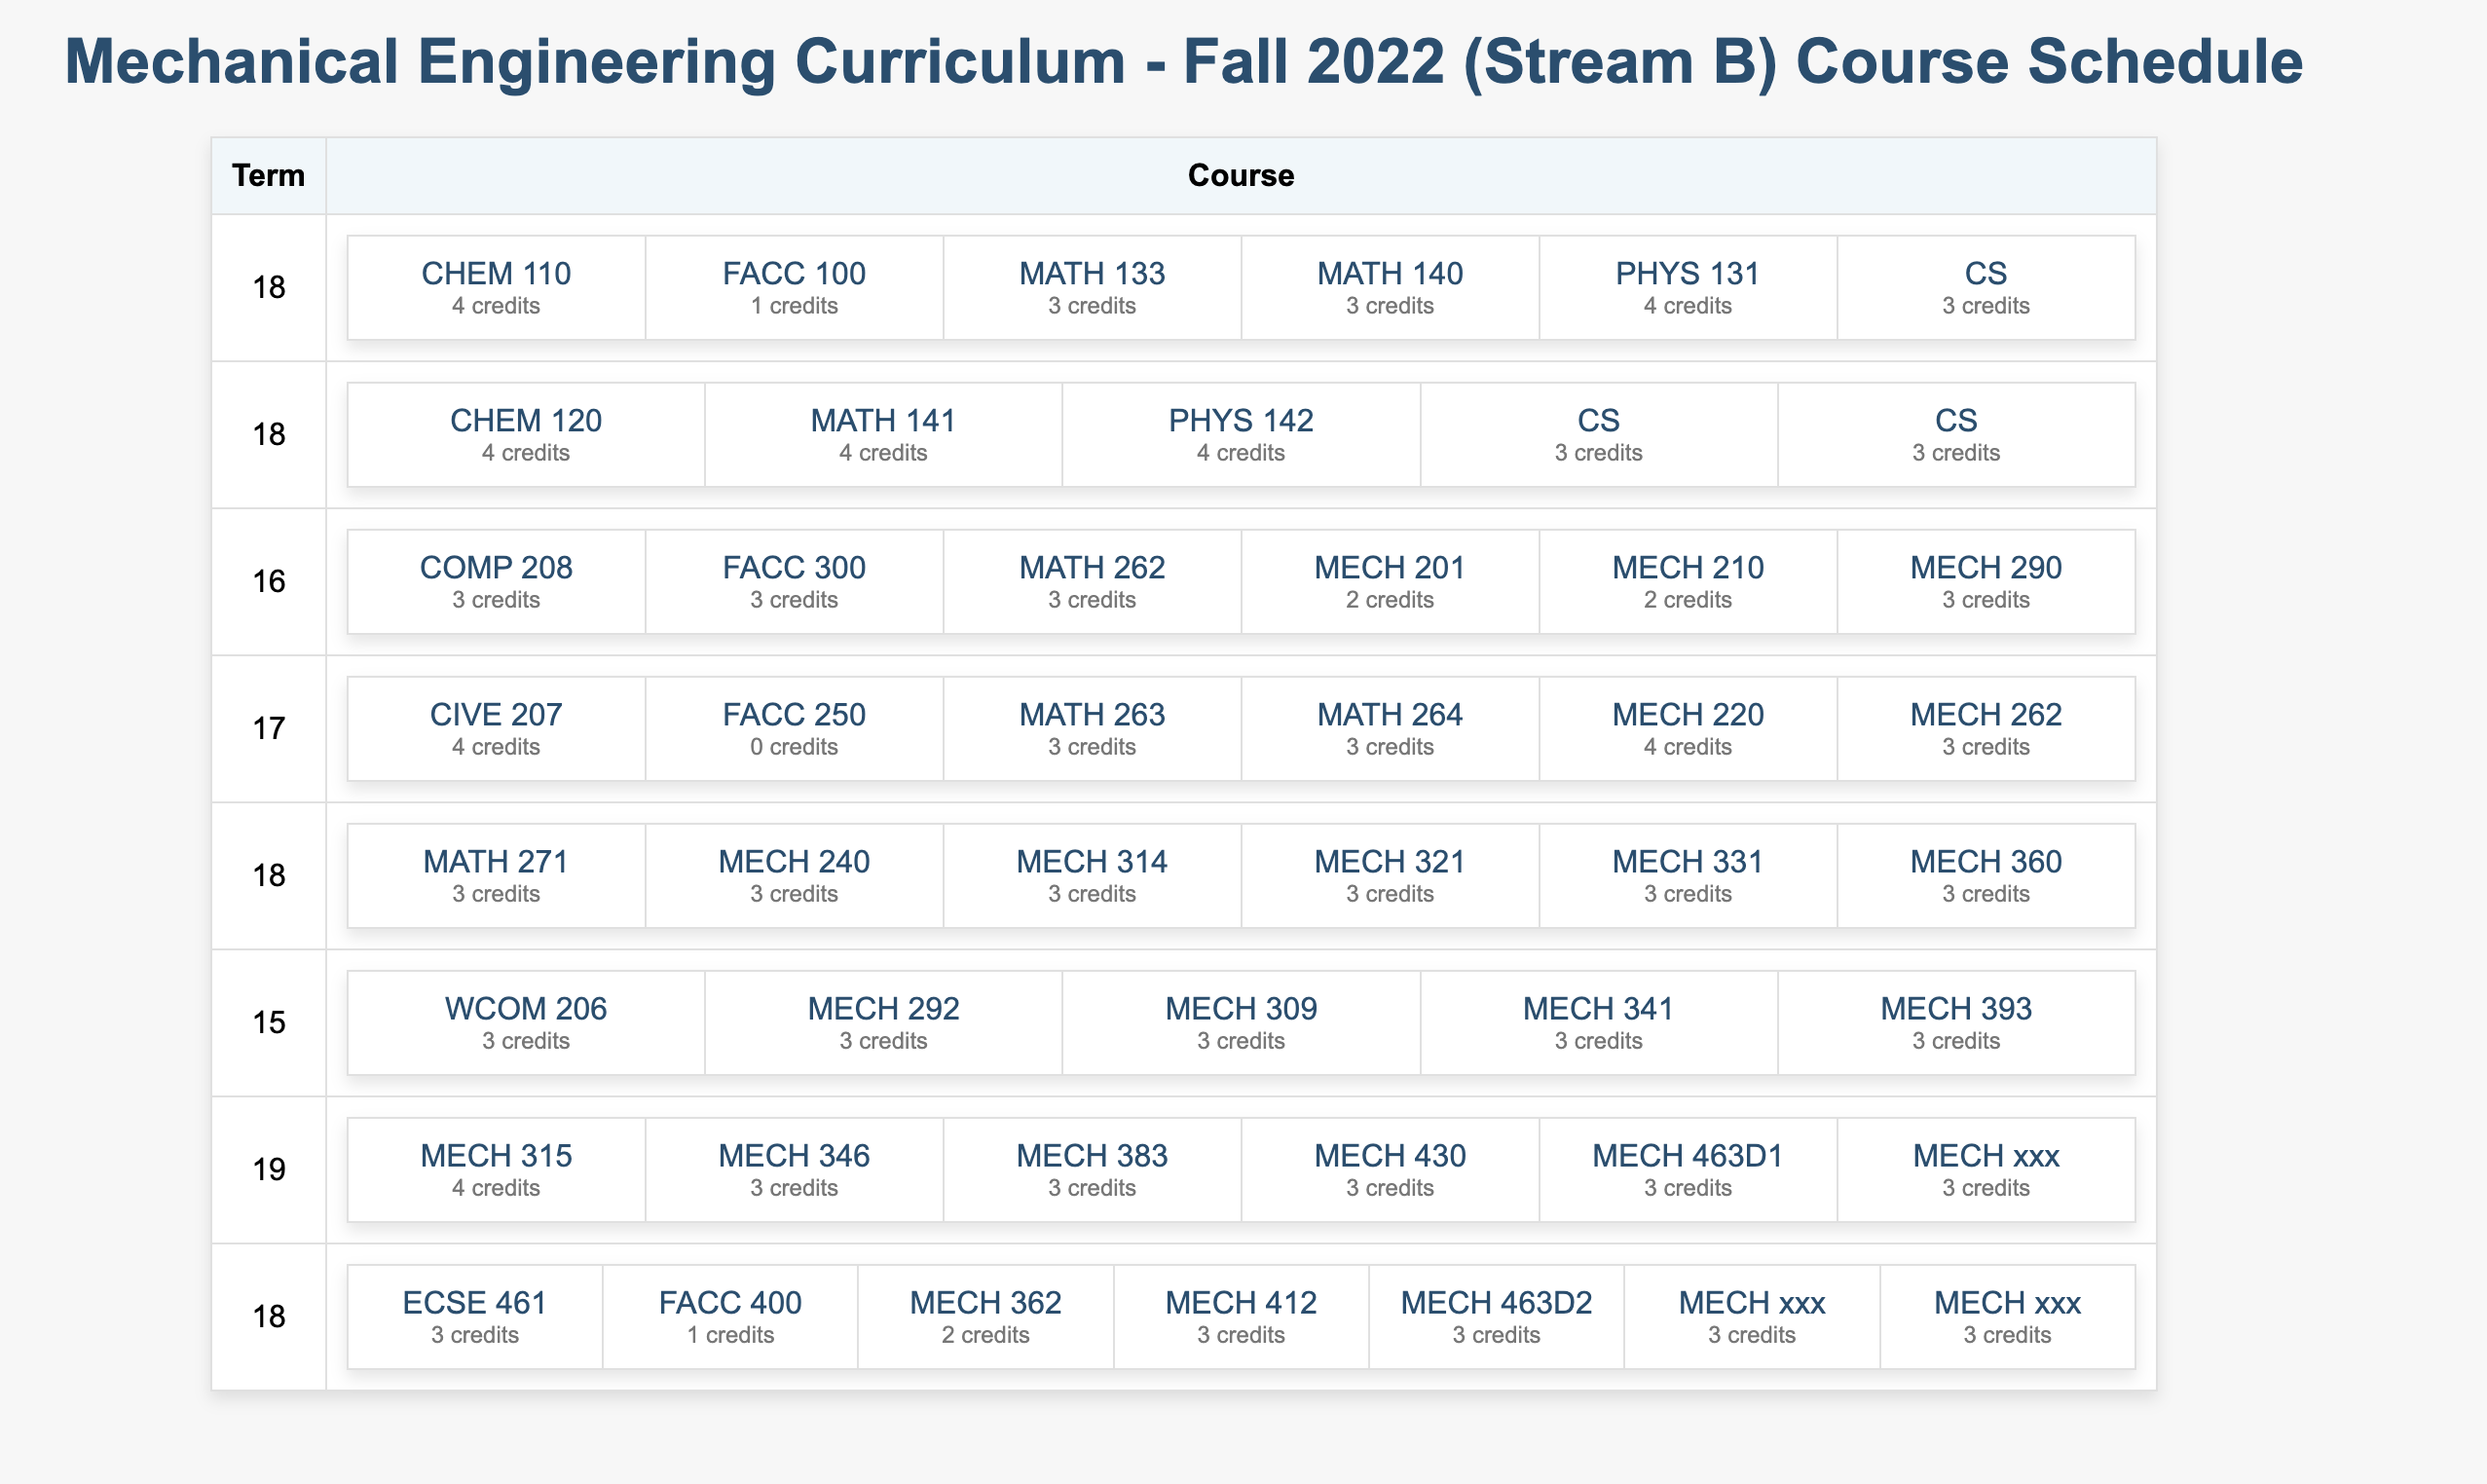 Mechanical Engineering Curriculum - Fall 2022 (Stream B) Course Schedule
Term Course
18
CHEM 110 FACC 100 MATH 133 MATH 140 PHYS 131 CS
4 credits 1 credits 3 credits 3 credits 4 credits 3 credits
18
CHEM 120 MATH 141 PHYS 142 CS CS
4 credits 4 credits 4 credits 3 credits 3 credits
16
COMP 208 FACC 300 MATH 262 MECH 201 MECH 210 MECH 290
3 credits 3 credits 3 credits 2 credits 2 credits 3 credits
17
CIVE 207 FACC 250 MATH 263 MATH 264 MECH 220 MECH 262
4 credits 0 credits 3 credits 3 credits 4 credits 3 credits
18
MATH 271 MECH 240 MECH 314 MECH 321 MECH 331 MECH 360
3 credits 3 credits 3 credits 3 credits 3 credits 3 credits
15
WCOM 206 MECH 292 MECH 309 MECH 341 MECH 393
3 credits 3 credits 3 credits 3 credits 3 credits
19
MECH 315 MECH 346 MECH 383 MECH 430 MECH 463D1 MECH xxx
4 credits 3 credits 3 credits 3 credits 3 credits 3 credits
18
ECSE 461 FACC 400 MECH 362 MECH 412 MECH 463D2 MECH xxx MECH xxx
3 credits 1 credits 2 credits 3 credits 3 credits 3 credits 3 credits